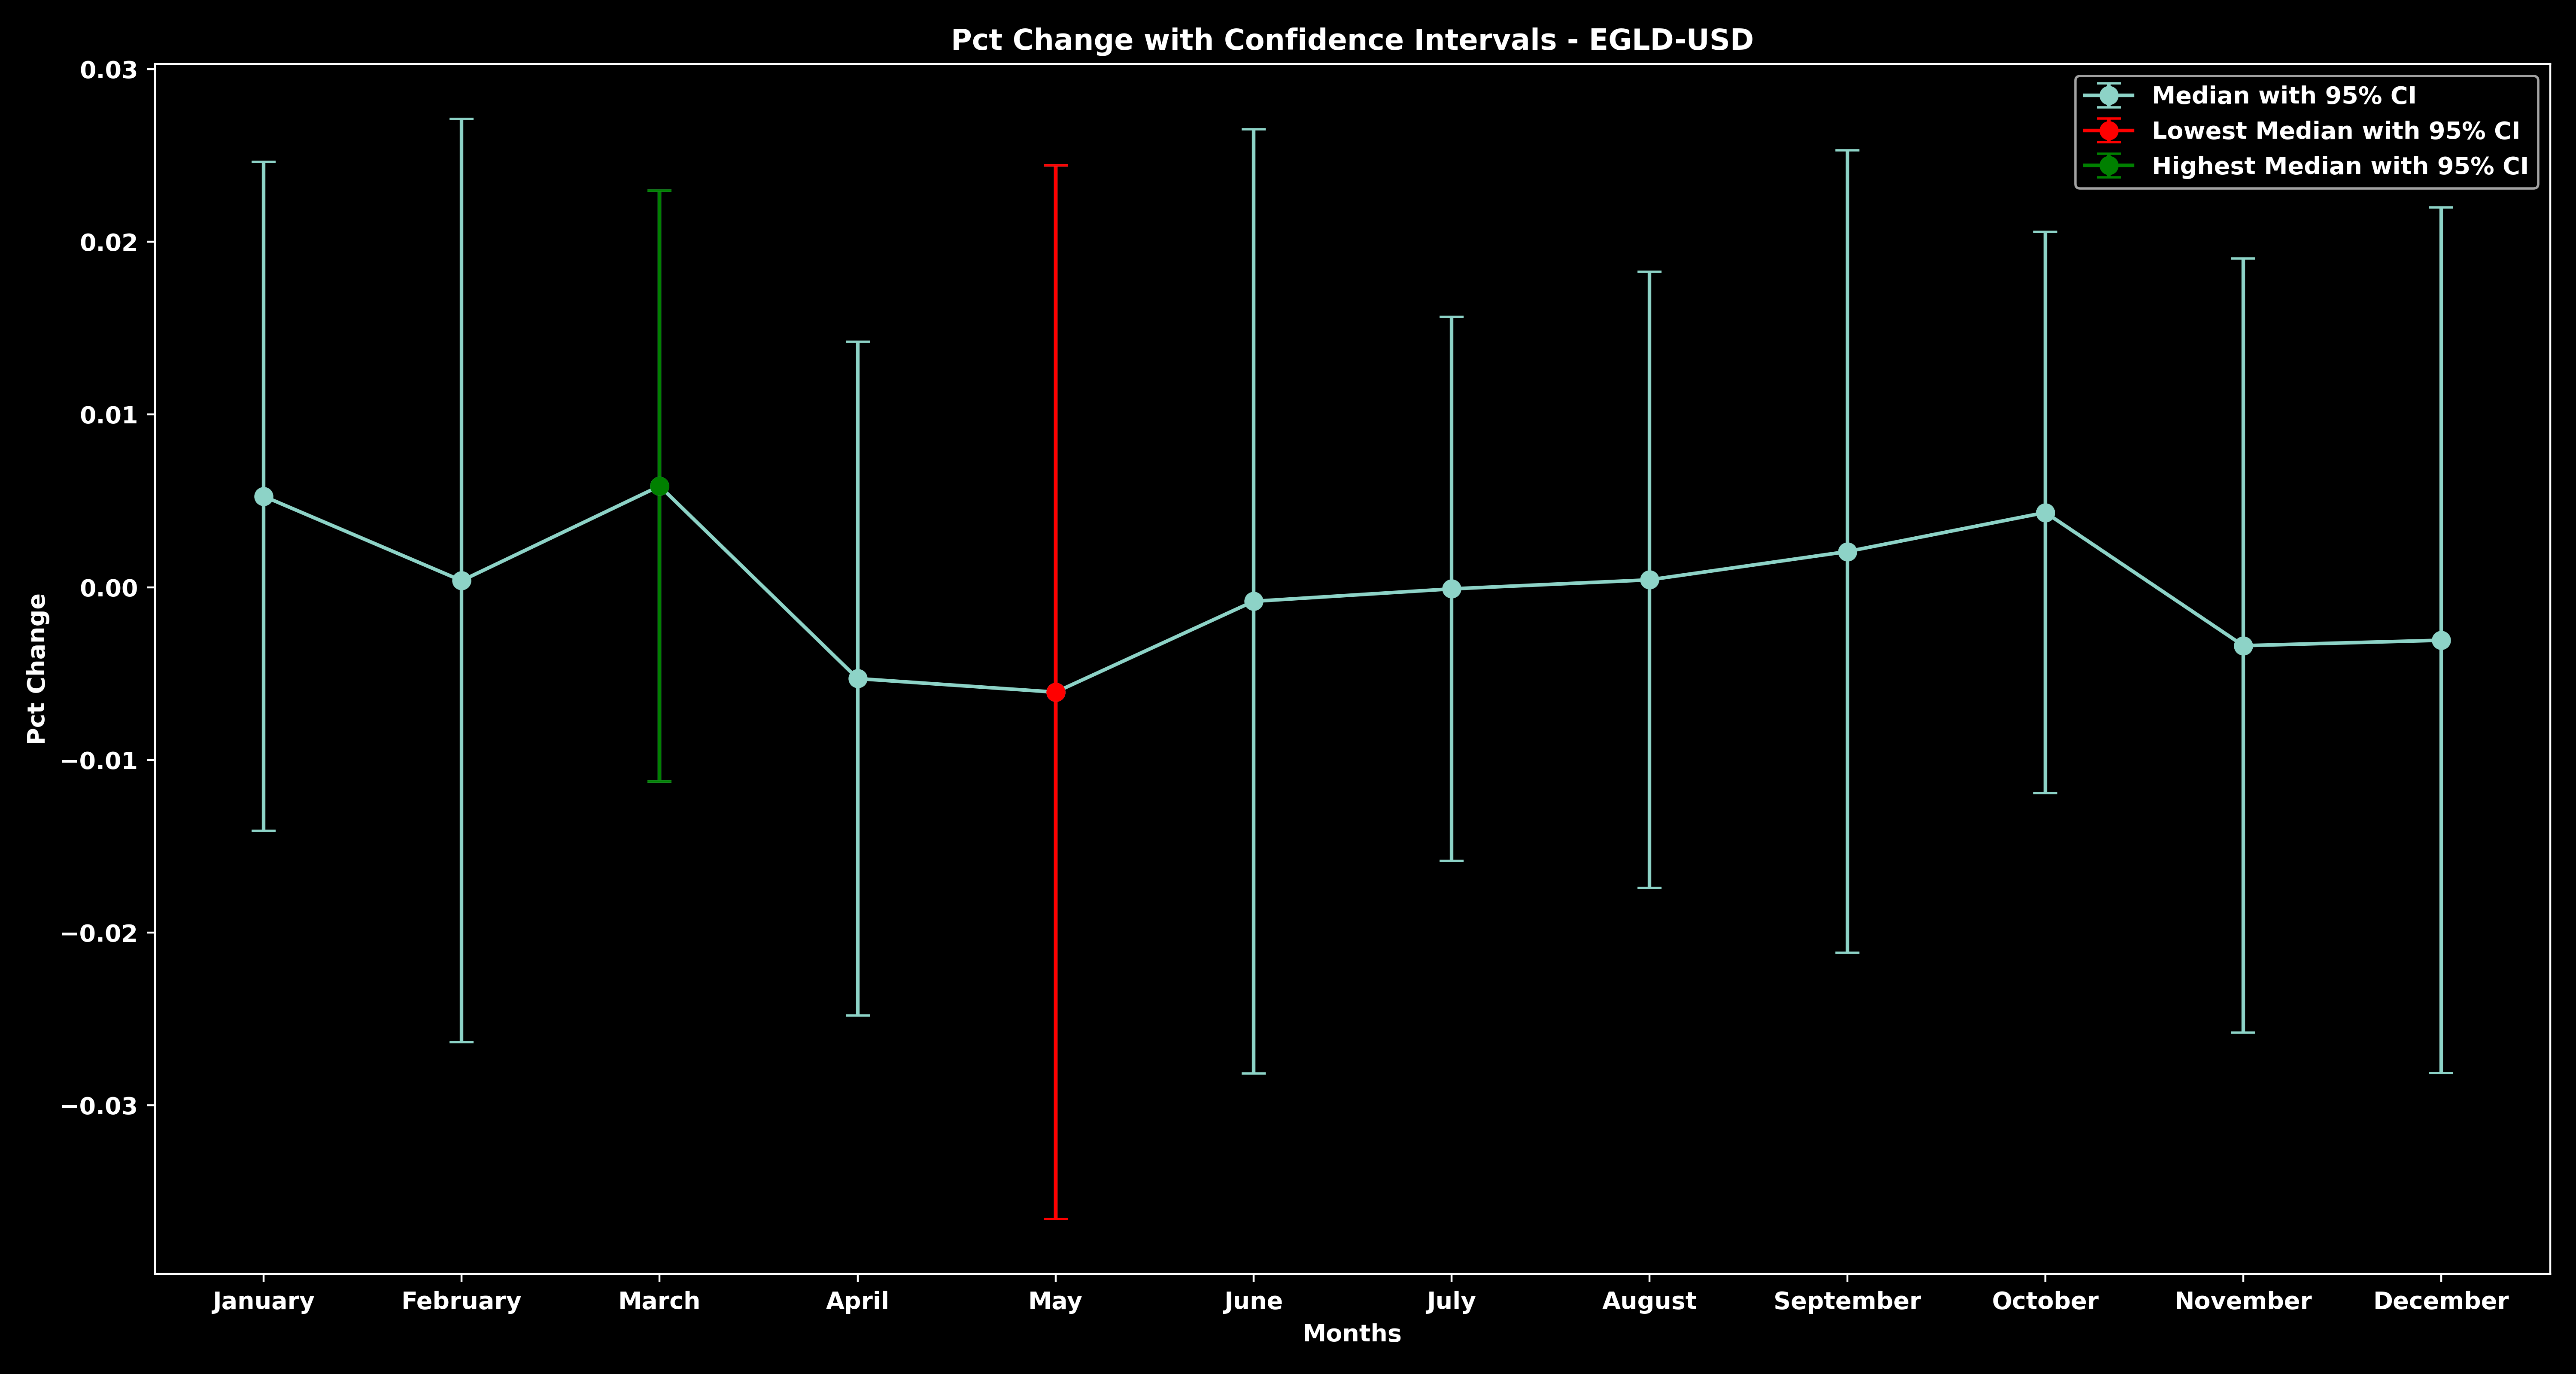 Pct Change with Confidence Intervals - EGLD-USD
Median with 95% CI
Lowest Median with 95% CI
Highest Median with 95% CI
Pct Change
0.03
0.02
0.01
0.00
−0.01
−0.02
−0.03
January February March April May June July August September October November December
Months